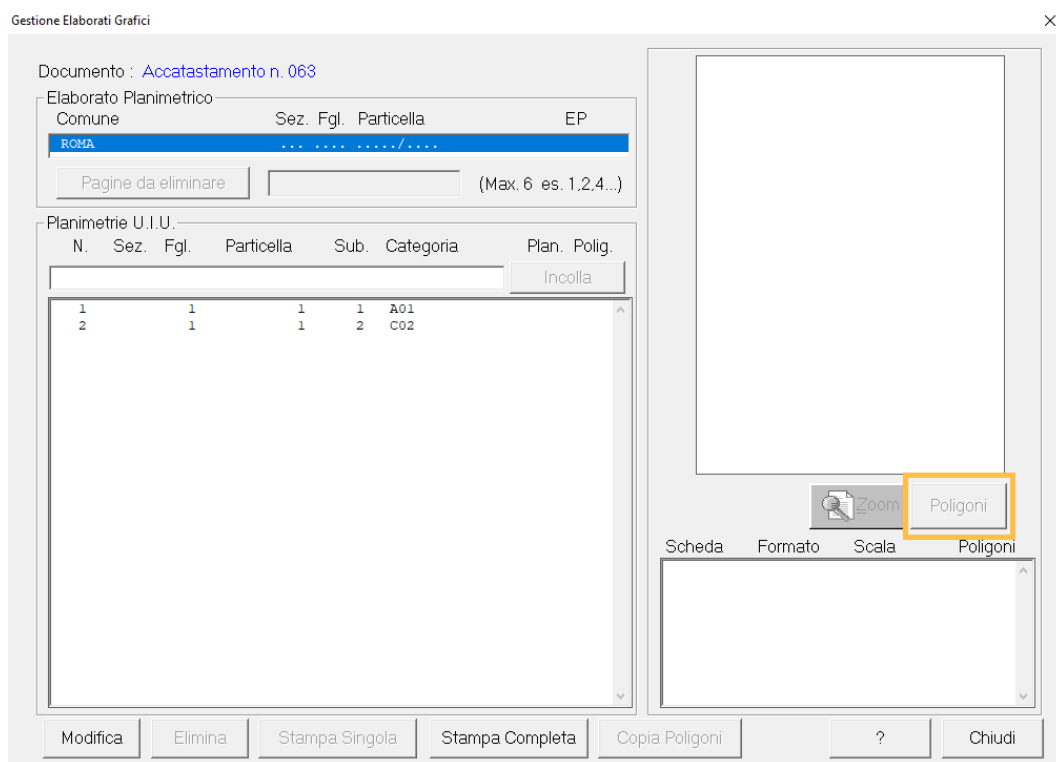 Gestione Elaborati Grafici
Documento : Accatastamento n. 063
Elaborato Planimetrico
Comune Sez. Fgl. Particella EP
ROMA ... .... ...../....
Pagine da eliminare (Max. 6 es. 1,2,4...)
Planimetrie U.I.U.
N. Sez. Fgl. Particella Sub. Categoria Plan. Polig.
Incolla
1 1 1 1 A01
2 1 1 2 C02
Zoom Poligoni
Scheda Formato Scala Poligoni
Modifica Elimina Stampa Singola Stampa Completa Copia Poligoni ? Chiudi